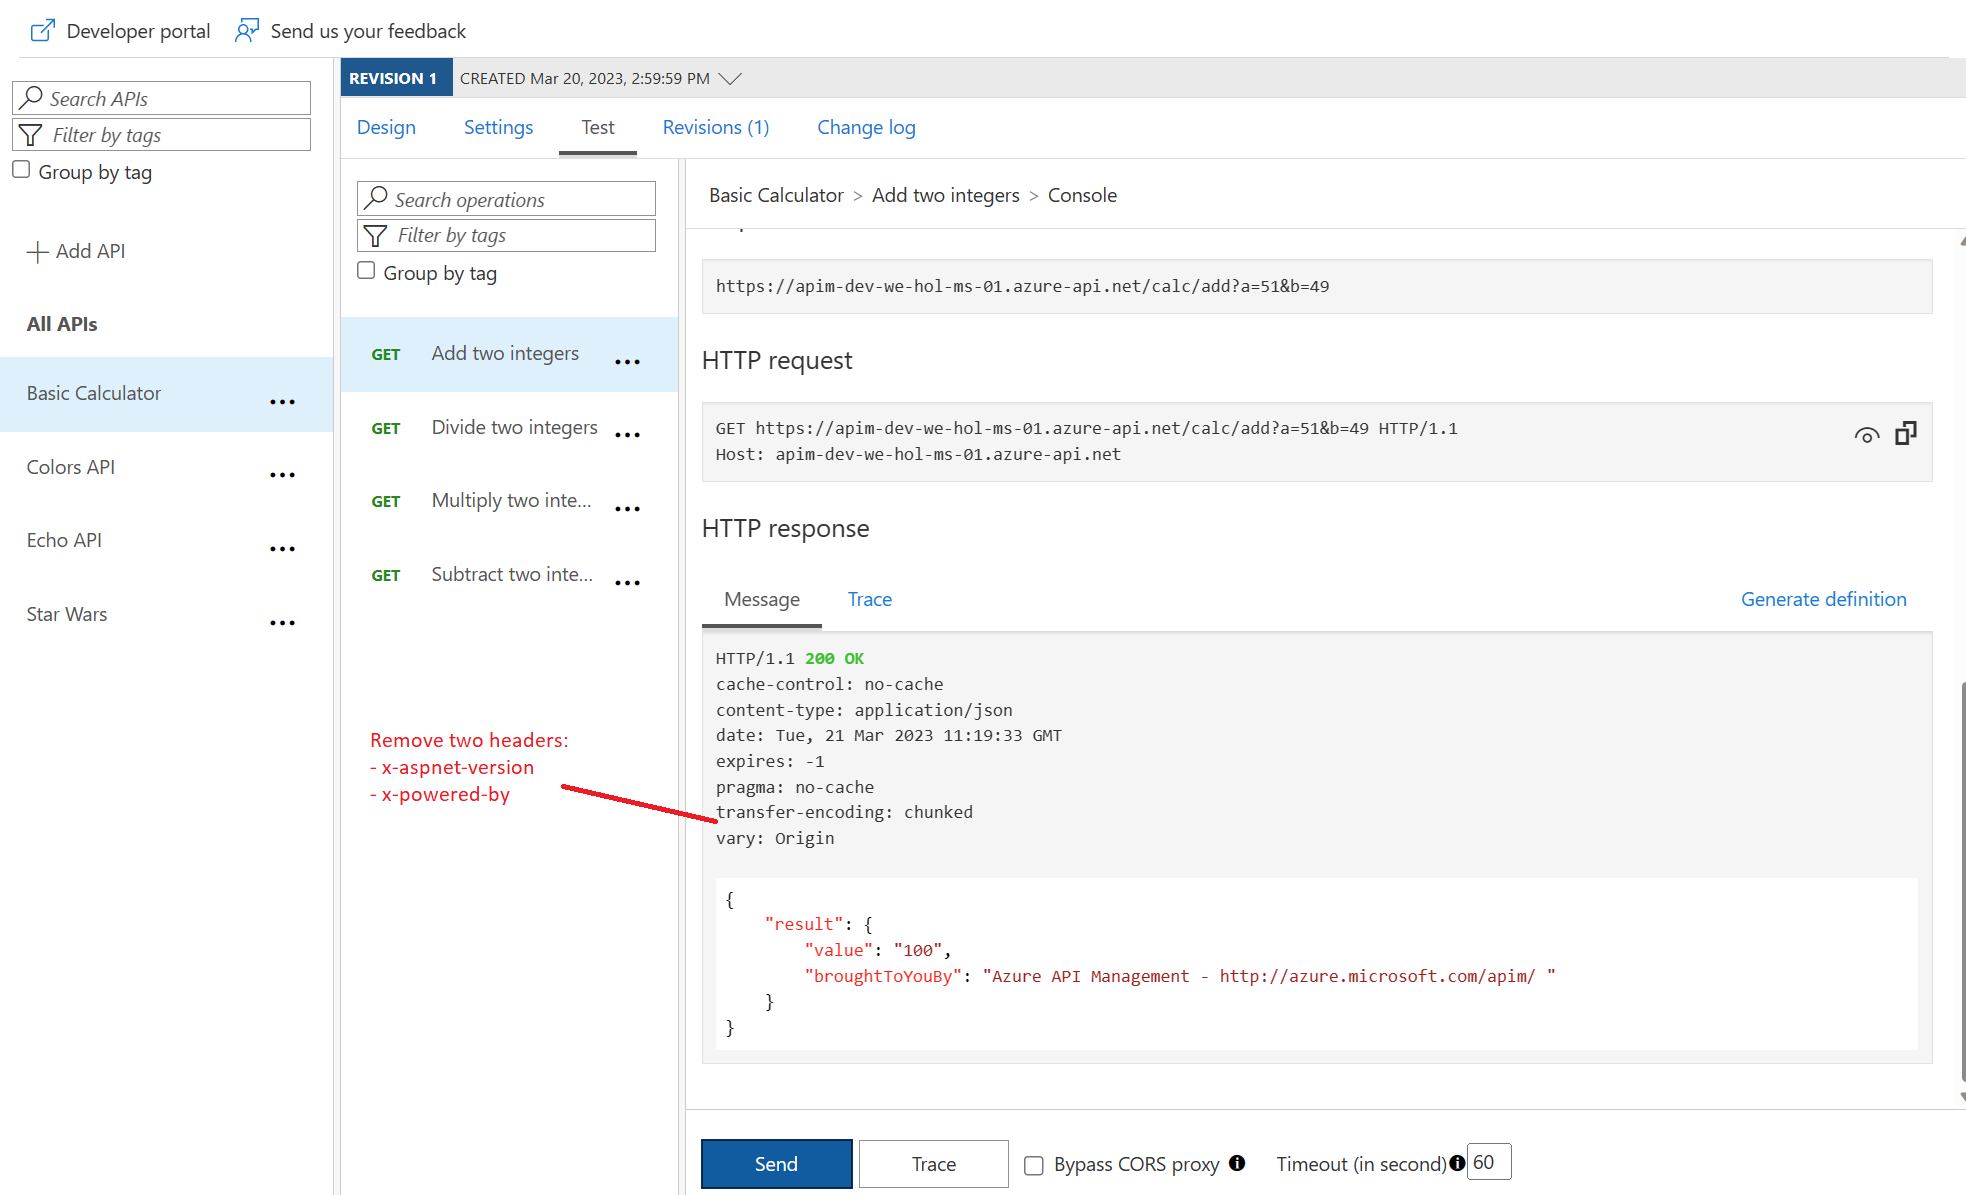 Developer portal
Send us your feedback
Search APIs
Filter by tags
Group by tag
Add API
All APIs
Basic Calculator
Colors API
Echo API
Star Wars
REVISION 1
CREATED Mar 20, 2023, 2:59:59 PM
Design
Settings
Test
Revisions (1)
Change log
Search operations
Filter by tags
Group by tag
GET Add two integers
GET Divide two integers
GET Multiply two inte...
GET Subtract two inte...
Remove two headers:
- x-aspnet-version
- x-powered-by
Basic Calculator > Add two integers > Console
https://apim-dev-we-hol-ms-01.azure-api.net/calc/add?a=51&b=49
HTTP request
GET https://apim-dev-we-hol-ms-01.azure-api.net/calc/add?a=51&b=49 HTTP/1.1
Host: apim-dev-we-hol-ms-01.azure-api.net
HTTP response
Message
Trace
Generate definition
HTTP/1.1 200 OK
cache-control: no-cache
content-type: application/json
date: Tue, 21 Mar 2023 11:19:33 GMT
expires: -1
pragma: no-cache
transfer-encoding: chunked
vary: Origin
{
"result": {
"value": "100",
"broughtToYouBy": "Azure API Management - http://azure.microsoft.com/apim/ "
}
}
Send
Trace
Bypass CORS proxy
Timeout (in second)
60